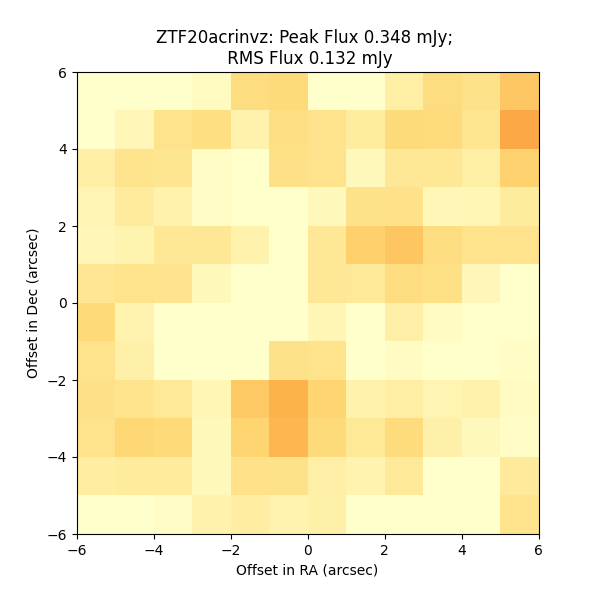 ZTF20acrinvz: Peak Flux 0.348 mJy;
RMS Flux 0.132 mJy
6
4
2
0
−2
−4
−6
Offset in Dec (arcsec)
−6 −4 −2 0 2 4 6
Offset in RA (arcsec)